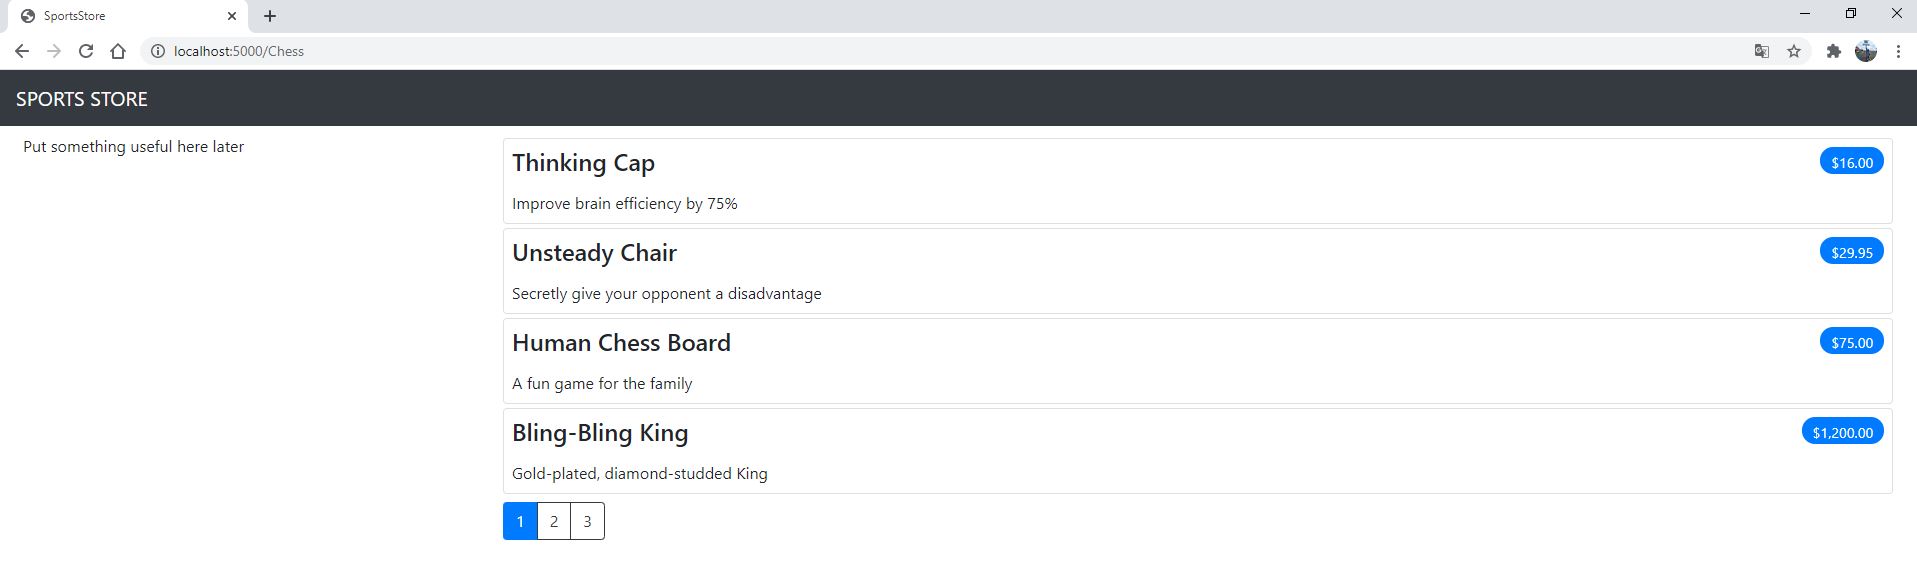 SportsStore
localhost:5000/Chess
SPORTS STORE
Put something useful here later
Thinking Cap
$16.00
Improve brain efficiency by 75%
Unsteady Chair
$29.95
Secretly give your opponent a disadvantage
Human Chess Board
$75.00
A fun game for the family
Bling-Bling King
$1,200.00
Gold-plated, diamond-studded King
1 2 3